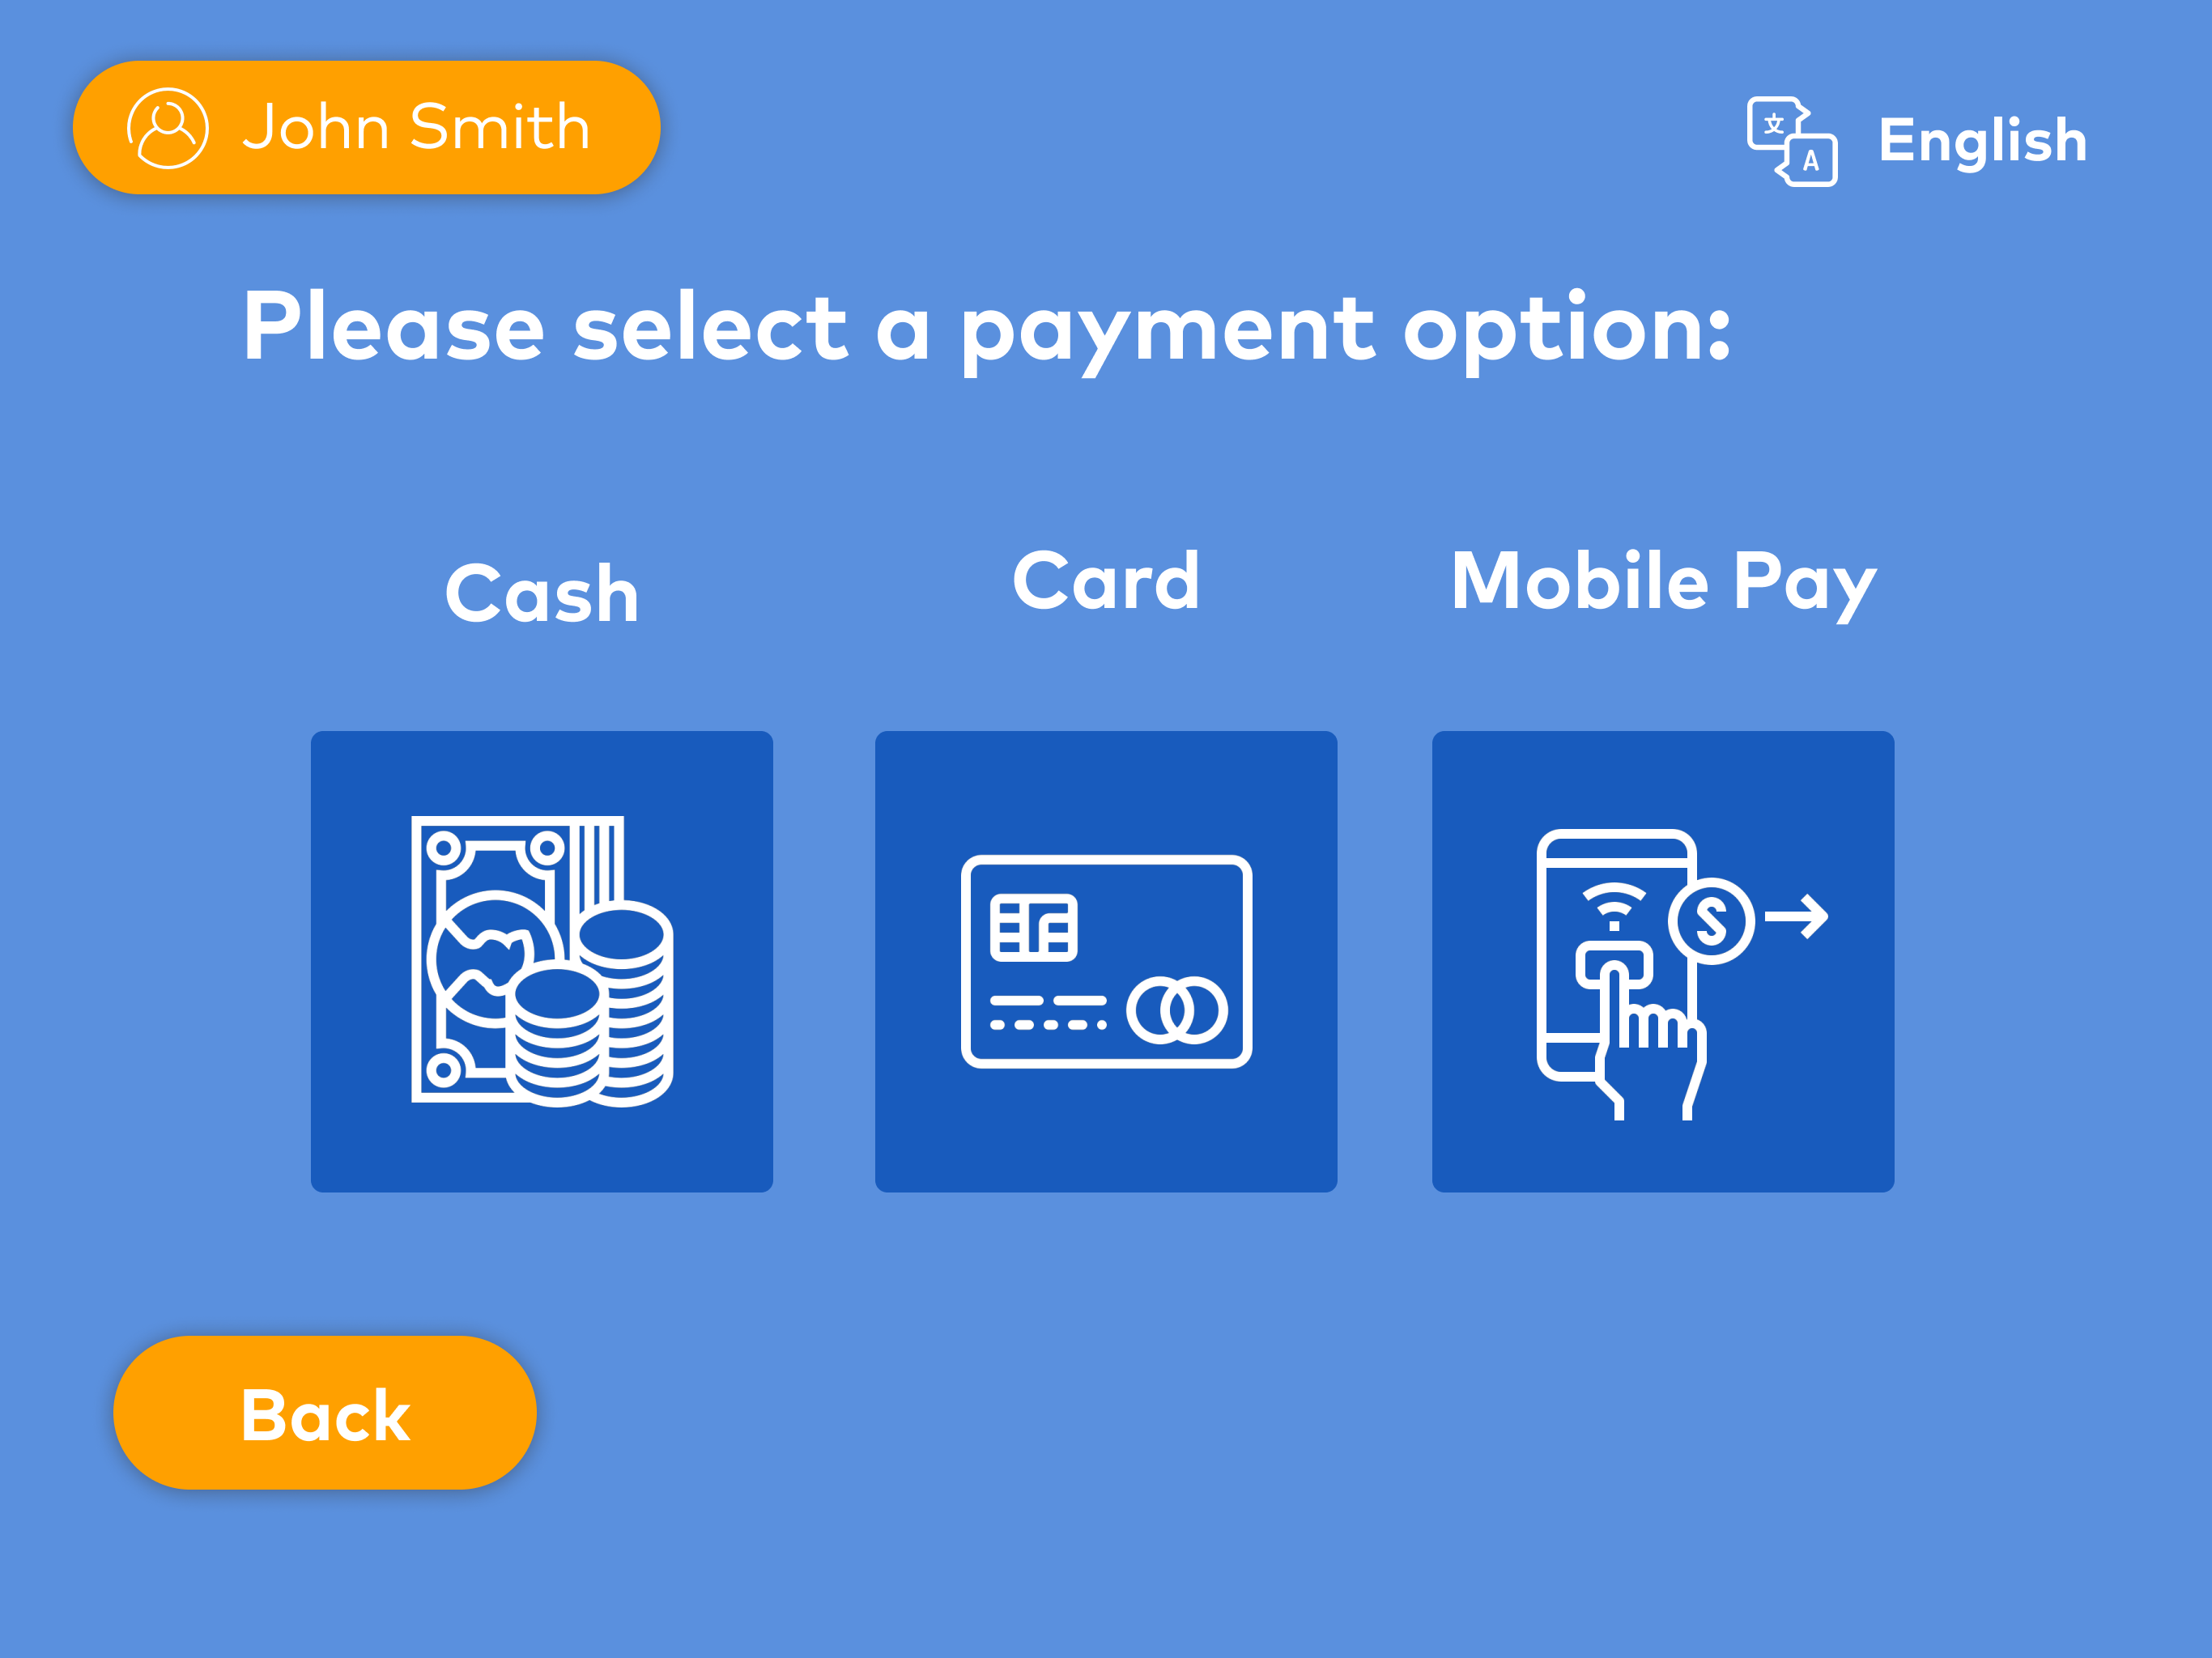 John Smith
English
Please select a payment option:
Cash
Card
Mobile Pay
Back